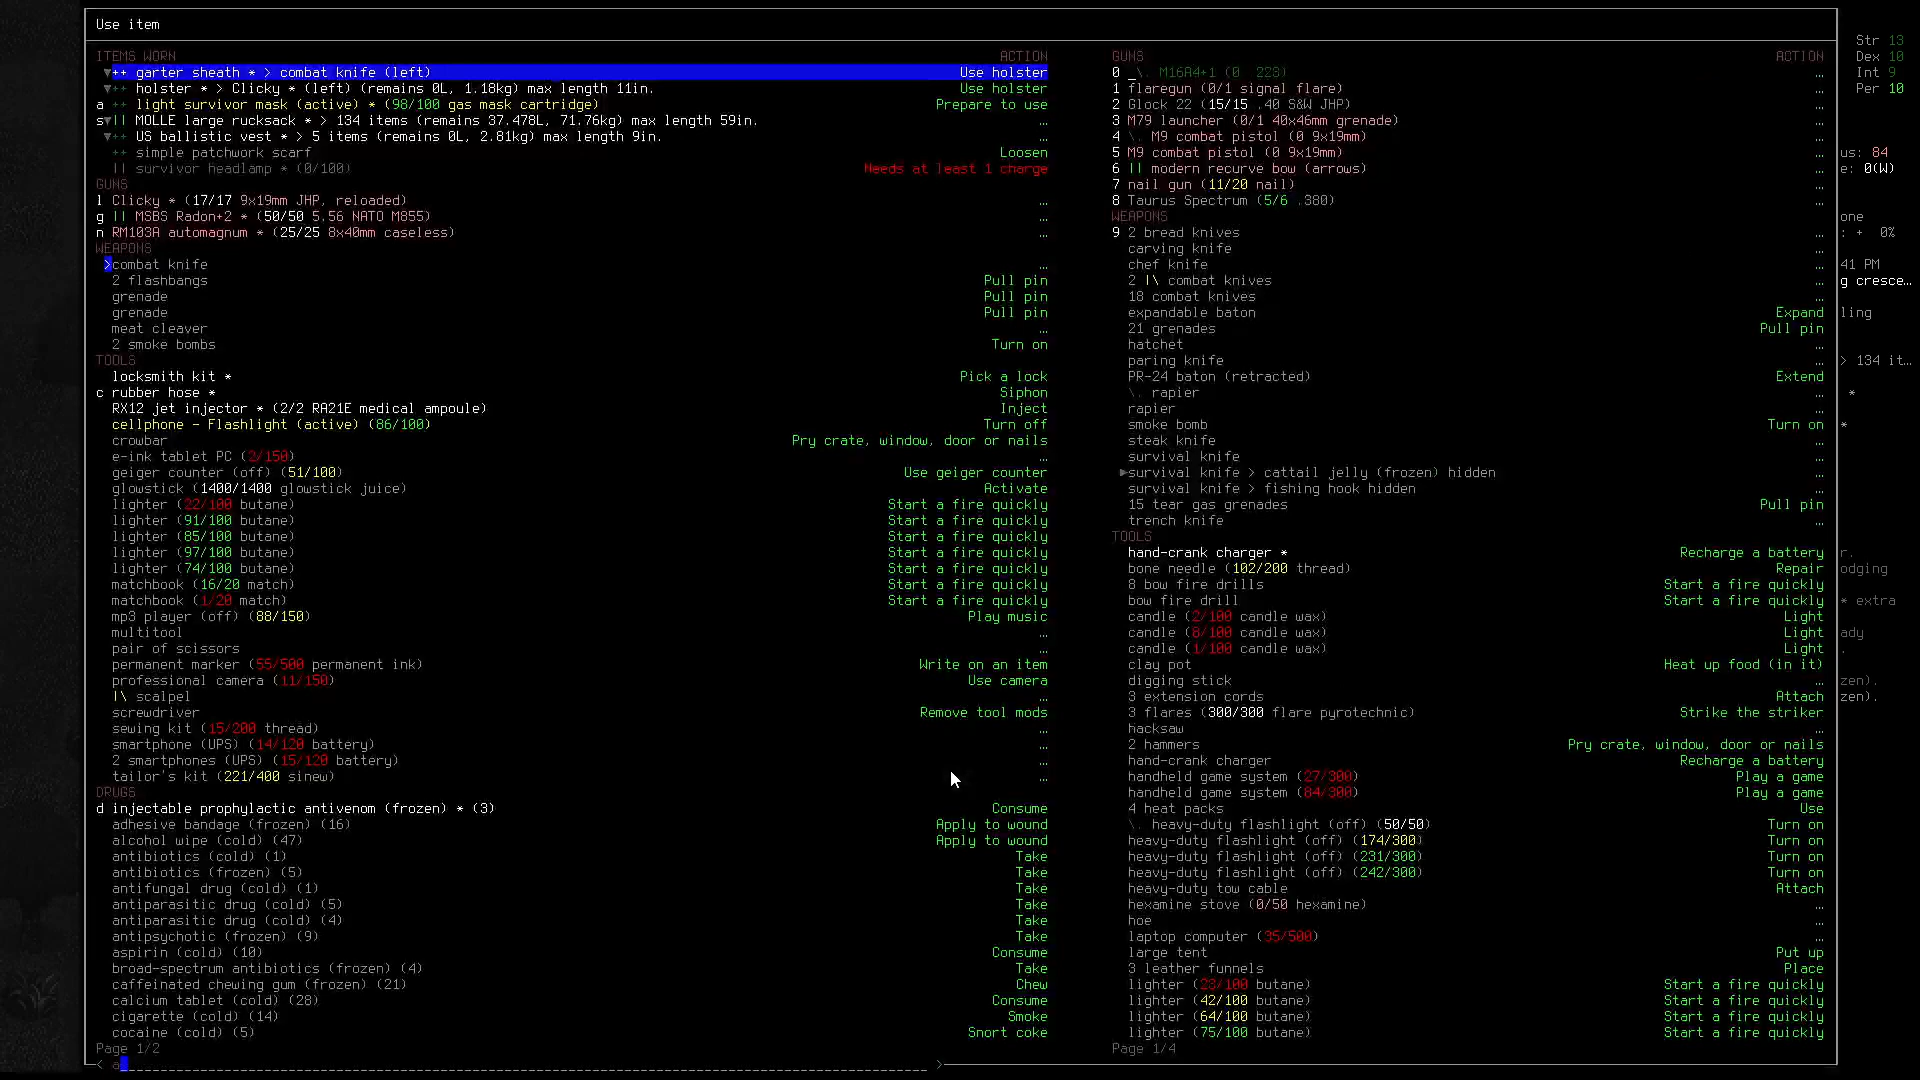 Use item
ITEMS WORN ACTION
▼++ garter sheath * > combat knife (left) Use holster
▼++ holster * > Clicky * (left) (remains 0L, 1.18kg) max length 11in. Use holster
a ++ light survivor mask (active) * (98/100 gas mask cartridge) Prepare to use
s▼|| MOLLE large rucksack * > 134 items (remains 37.478L, 71.76kg) max length 59in. …
▼++ US ballistic vest * > 5 items (remains 0L, 2.81kg) max length 9in. …
++ simple patchwork scarf Loosen
|| survivor headlamp * (0/100) Needs at least 1 charge
GUNS
l Clicky * (17/17 9x19mm JHP, reloaded) …
g || MSBS Radon+2 * (50/50 5.56 NATO M855) …
n RM103A automagnum * (25/25 8x40mm caseless) …
WEAPONS
>combat knife …
2 flashbangs Pull pin
grenade Pull pin
grenade Pull pin
meat cleaver …
2 smoke bombs Turn on
TOOLS
locksmith kit * Pick a lock
c rubber hose * Siphon
RX12 jet injector * (2/2 RA21E medical ampoule) Inject
cellphone - Flashlight (active) (86/100) Turn off
crowbar Pry crate, window, door or nails
e-ink tablet PC (2/150) …
geiger counter (off) (51/100) Use geiger counter
glowstick (1400/1400 glowstick juice) Activate
lighter (22/100 butane) Start a fire quickly
lighter (91/100 butane) Start a fire quickly
lighter (85/100 butane) Start a fire quickly
lighter (97/100 butane) Start a fire quickly
lighter (74/100 butane) Start a fire quickly
matchbook (16/20 match) Start a fire quickly
matchbook (1/20 match) Start a fire quickly
mp3 player (off) (88/150) Play music
multitool …
pair of scissors …
permanent marker (55/500 permanent ink) Write on an item
professional camera (11/150) Use camera
|\ scalpel …
screwdriver Remove tool mods
sewing kit (15/200 thread) …
smartphone (UPS) (14/120 battery) …
2 smartphones (UPS) (15/120 battery) …
tailor's kit (221/400 sinew) …
DRUGS
d injectable prophylactic antivenom (frozen) * (3) Consume
adhesive bandage (frozen) (16) Apply to wound
alcohol wipe (cold) (47) Apply to wound
antibiotics (cold) (1) Take
antibiotics (frozen) (5) Take
antifungal drug (cold) (1) Take
antiparasitic drug (cold) (5) Take
antiparasitic drug (cold) (4) Take
antipsychotic (frozen) (9) Take
aspirin (cold) (10) Consume
broad-spectrum antibiotics (frozen) (4) Take
caffeinated chewing gum (frozen) (21) Chew
calcium tablet (cold) (28) Consume
cigarette (cold) (14) Smoke
cocaine (cold) (5) Snort coke
Page 1/2
< a >
GUNS ACTION
0 _\. M16A4+1 (0 .223) …
1 flaregun (0/1 signal flare) …
2 Glock 22 (15/15 .40 S&W JHP) …
3 M79 launcher (0/1 40x46mm grenade) …
4 \. M9 combat pistol (0 9x19mm) …
5 M9 combat pistol (0 9x19mm) …
6 || modern recurve bow (arrows) …
7 nail gun (11/20 nail) …
8 Taurus Spectrum (5/6 .380) …
WEAPONS
9 2 bread knives …
carving knife …
chef knife …
2 |\ combat knives …
18 combat knives …
expandable baton Expand
21 grenades Pull pin
hatchet …
paring knife …
PR-24 baton (retracted) Extend
\. rapier …
rapier …
smoke bomb Turn on
steak knife …
survival knife …
▶survival knife > cattail jelly (frozen) hidden …
survival knife > fishing hook hidden …
15 tear gas grenades Pull pin
trench knife …
TOOLS
hand-crank charger * Recharge a battery
bone needle (102/200 thread) Repair
8 bow fire drills Start a fire quickly
bow fire drill Start a fire quickly
candle (2/100 candle wax) Light
candle (8/100 candle wax) Light
candle (1/100 candle wax) Light
clay pot Heat up food (in it)
digging stick …
3 extension cords Attach
3 flares (300/300 flare pyrotechnic) Strike the striker
hacksaw …
2 hammers Pry crate, window, door or nails
hand-crank charger Recharge a battery
handheld game system (27/300) Play a game
handheld game system (84/300) Play a game
4 heat packs Use
\. heavy-duty flashlight (off) (50/50) Turn on
heavy-duty flashlight (off) (174/300) Turn on
heavy-duty flashlight (off) (231/300) Turn on
heavy-duty flashlight (off) (242/300) Turn on
heavy-duty tow cable Attach
hexamine stove (0/50 hexamine) …
hoe …
laptop computer (35/500) …
large tent Put up
3 leather funnels Place
lighter (23/100 butane) Start a fire quickly
lighter (42/100 butane) Start a fire quickly
lighter (64/100 butane) Start a fire quickly
lighter (75/100 butane) Start a fire quickly
Page 1/4
Str 13
Dex 10
Int 9
Per 10
us: 84
e: 0(W)
one
: + 0%
41 PM
g cresce…
ling
> 134 it…
*
*
r.
odging
* extra
ady
.
zen).
zen).